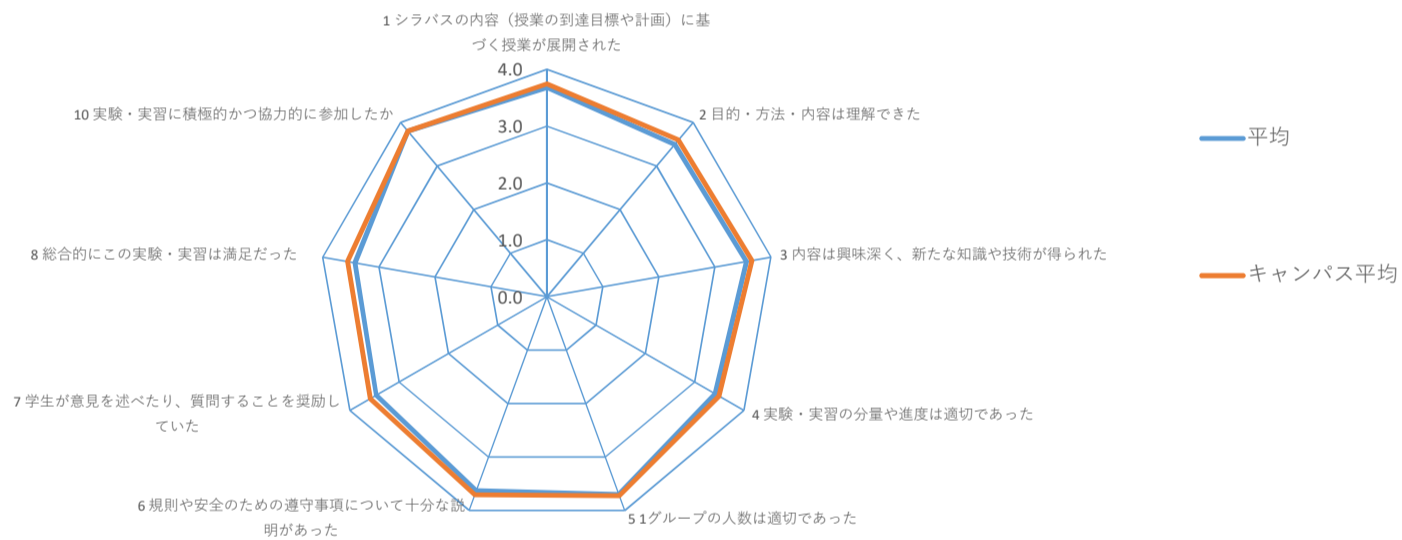 1 シラバスの内容（授業の到達目標や計画）に基
づく授業が展開された
4.0
3.0
2.0
1.0
0.0
2 目的・方法・内容は理解できた
3 内容は興味深く、新たな知識や技術が得られた
4 実験・実習の分量や進度は適切であった
5 1グループの人数は適切であった
6 規則や安全のための遵守事項について十分な説
明があった
7 学生が意見を述べたり、質問することを奨励し
ていた
8 総合的にこの実験・実習は満足だった
10 実験・実習に積極的かつ協力的に参加したか
平均
キャンパス平均